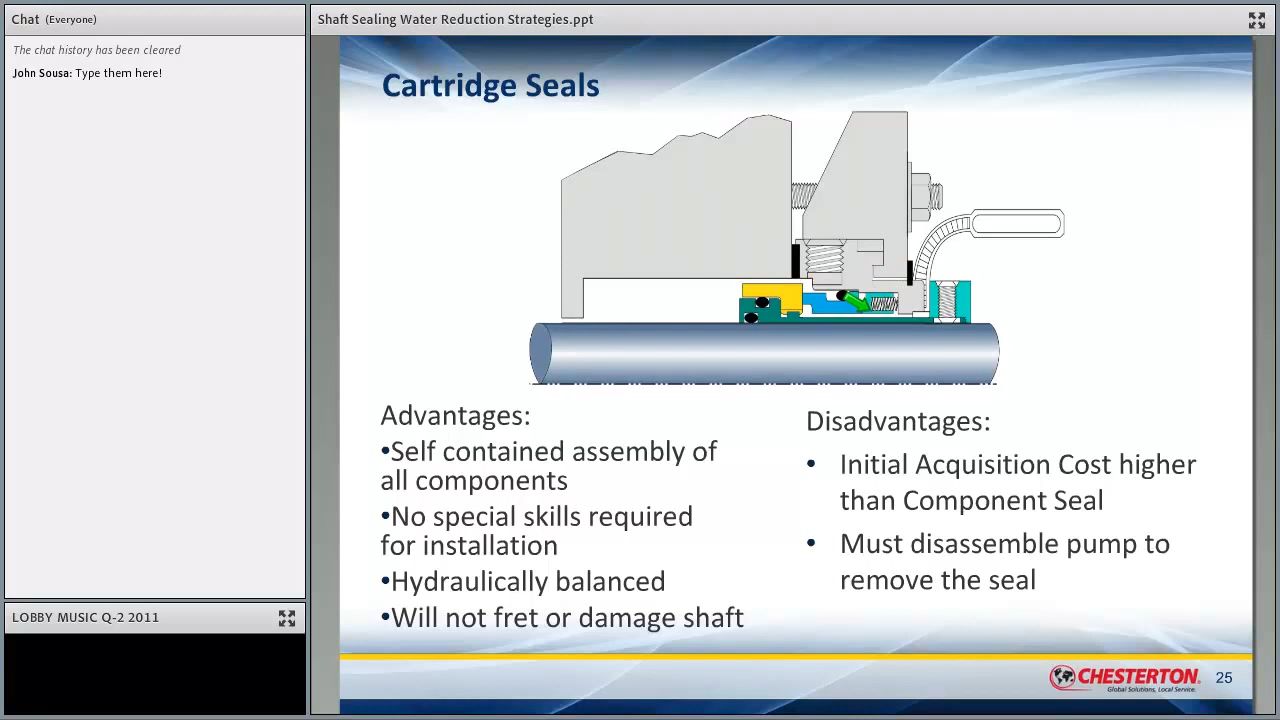 Chat (Everyone)
The chat history has been cleared
John Sousa: Type them here!
LOBBY MUSIC Q-2 2011
Shaft Sealing Water Reduction Strategies.ppt
Cartridge Seals
Advantages:
•Self contained assembly of
all components
•No special skills required
for installation
•Hydraulically balanced
•Will not fret or damage shaft
Disadvantages:
• Initial Acquisition Cost higher
than Component Seal
• Must disassemble pump to
remove the seal
CHESTERTON
Global Solutions, Local Service.
25